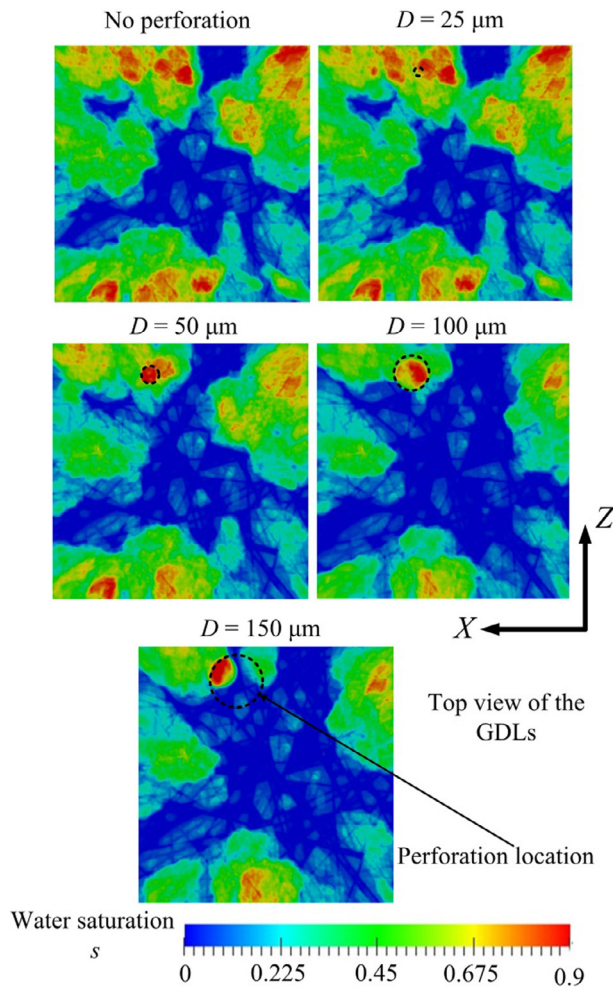 No perforation
D = 25 μm
D = 50 μm
D = 100 μm
Z
X
D = 150 μm
Top view of the
GDLs
Perforation location
Water saturation
s
0
0.225
0.45
0.675
0.9